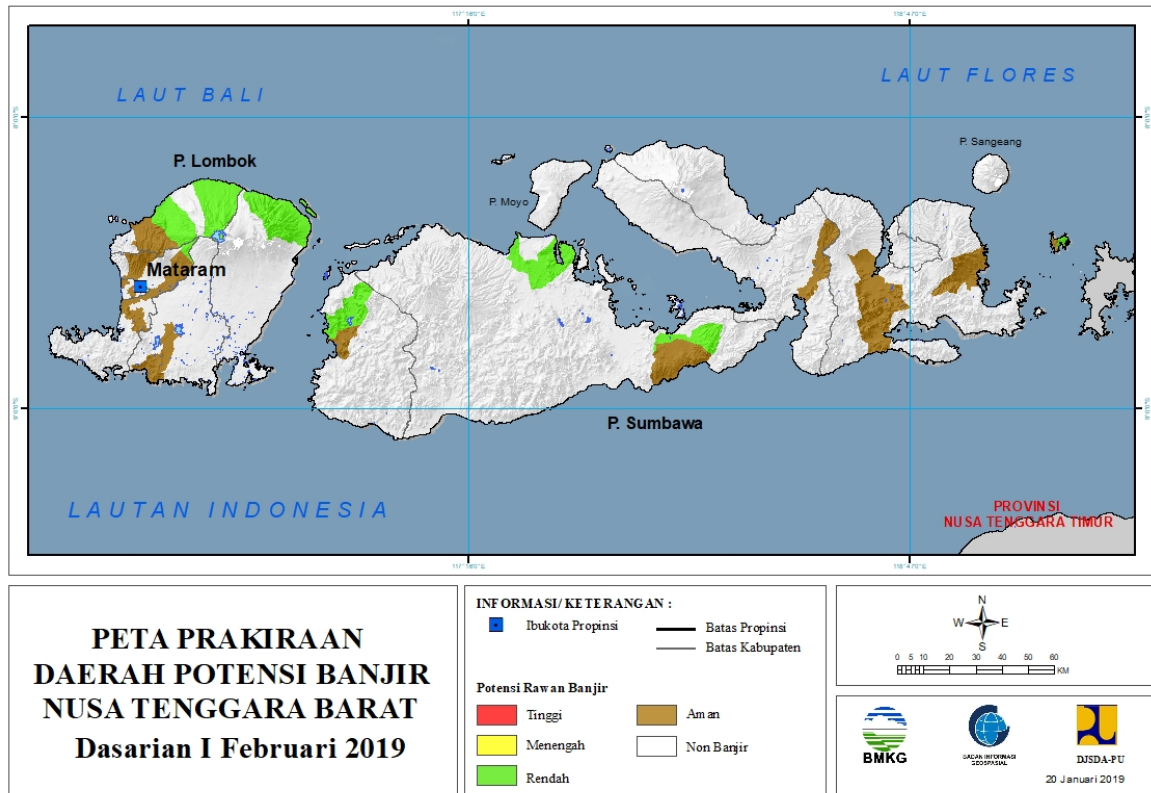 LAUT BALI
LAUT FLORES
P. Sangeang
P. Lombok
P. Moyo
Mataram
P. Sumbawa
LAUTAN INDONESIA
PROVINSI
NUSA TENGGARA TIMUR
PETA PRAKIRAAN
DAERAH POTENSI BANJIR
NUSA TENGGARA BARAT
Dasarian I Februari 2019
INFORMASI/ KETERANGAN :
Ibukota Propinsi
Batas Propinsi
Batas Kabupaten
Potensi Rawan Banjir
Tinggi
Aman
Menengah
Non Banjir
Rendah
N
W E
S
0 5 10 20 30 40 50 60
KM
BMKG
BADAN INFORMASI
GEOSPASIAL
DJSDA-PU
20 Januari 2019